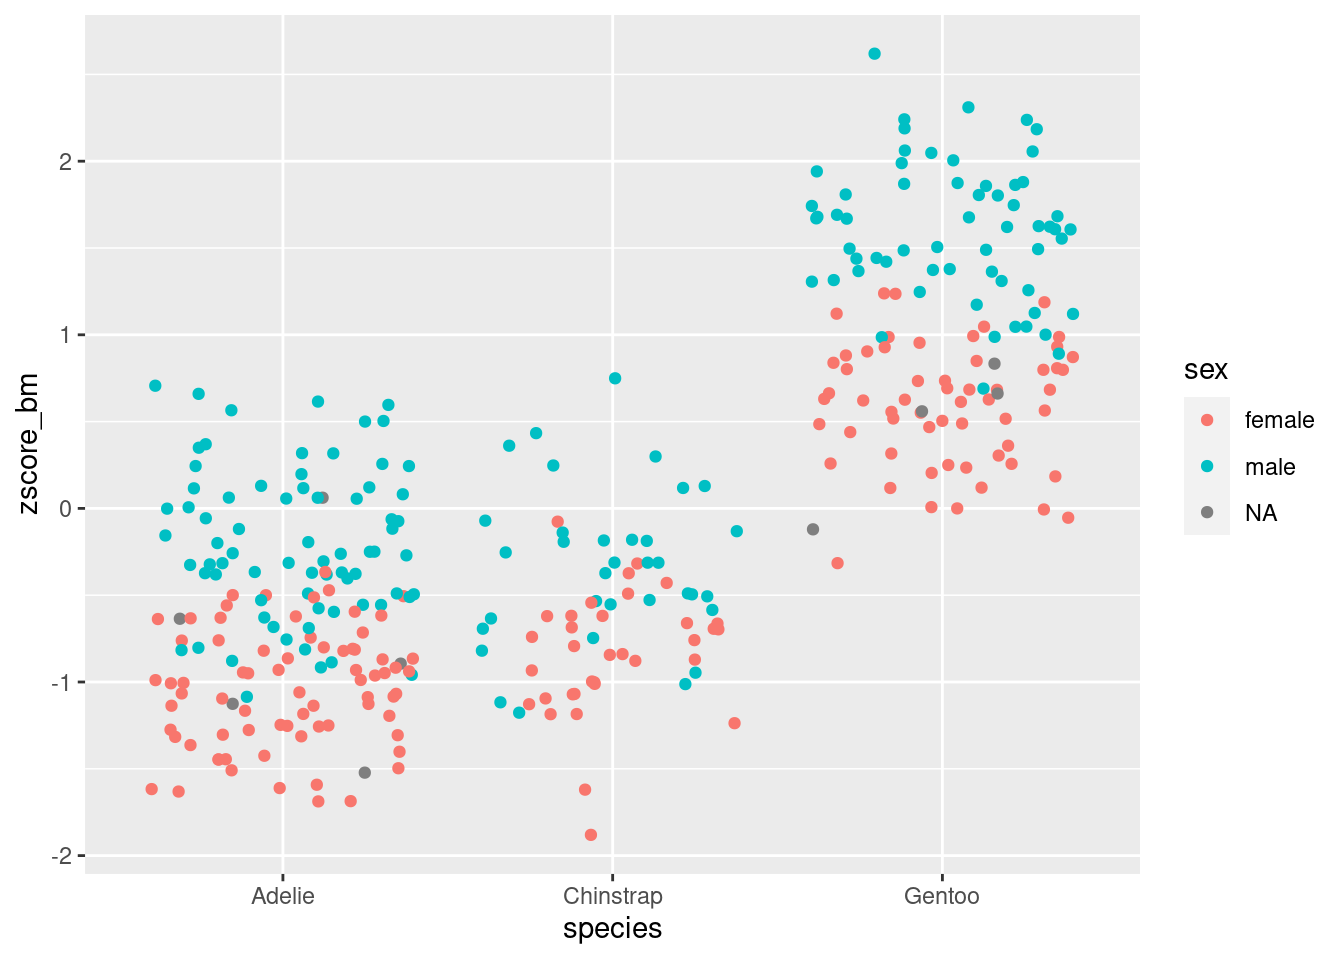 zscore_bm
2
1
0
-1
-2
Adelie
Chinstrap
Gentoo
species
sex
female
male
NA